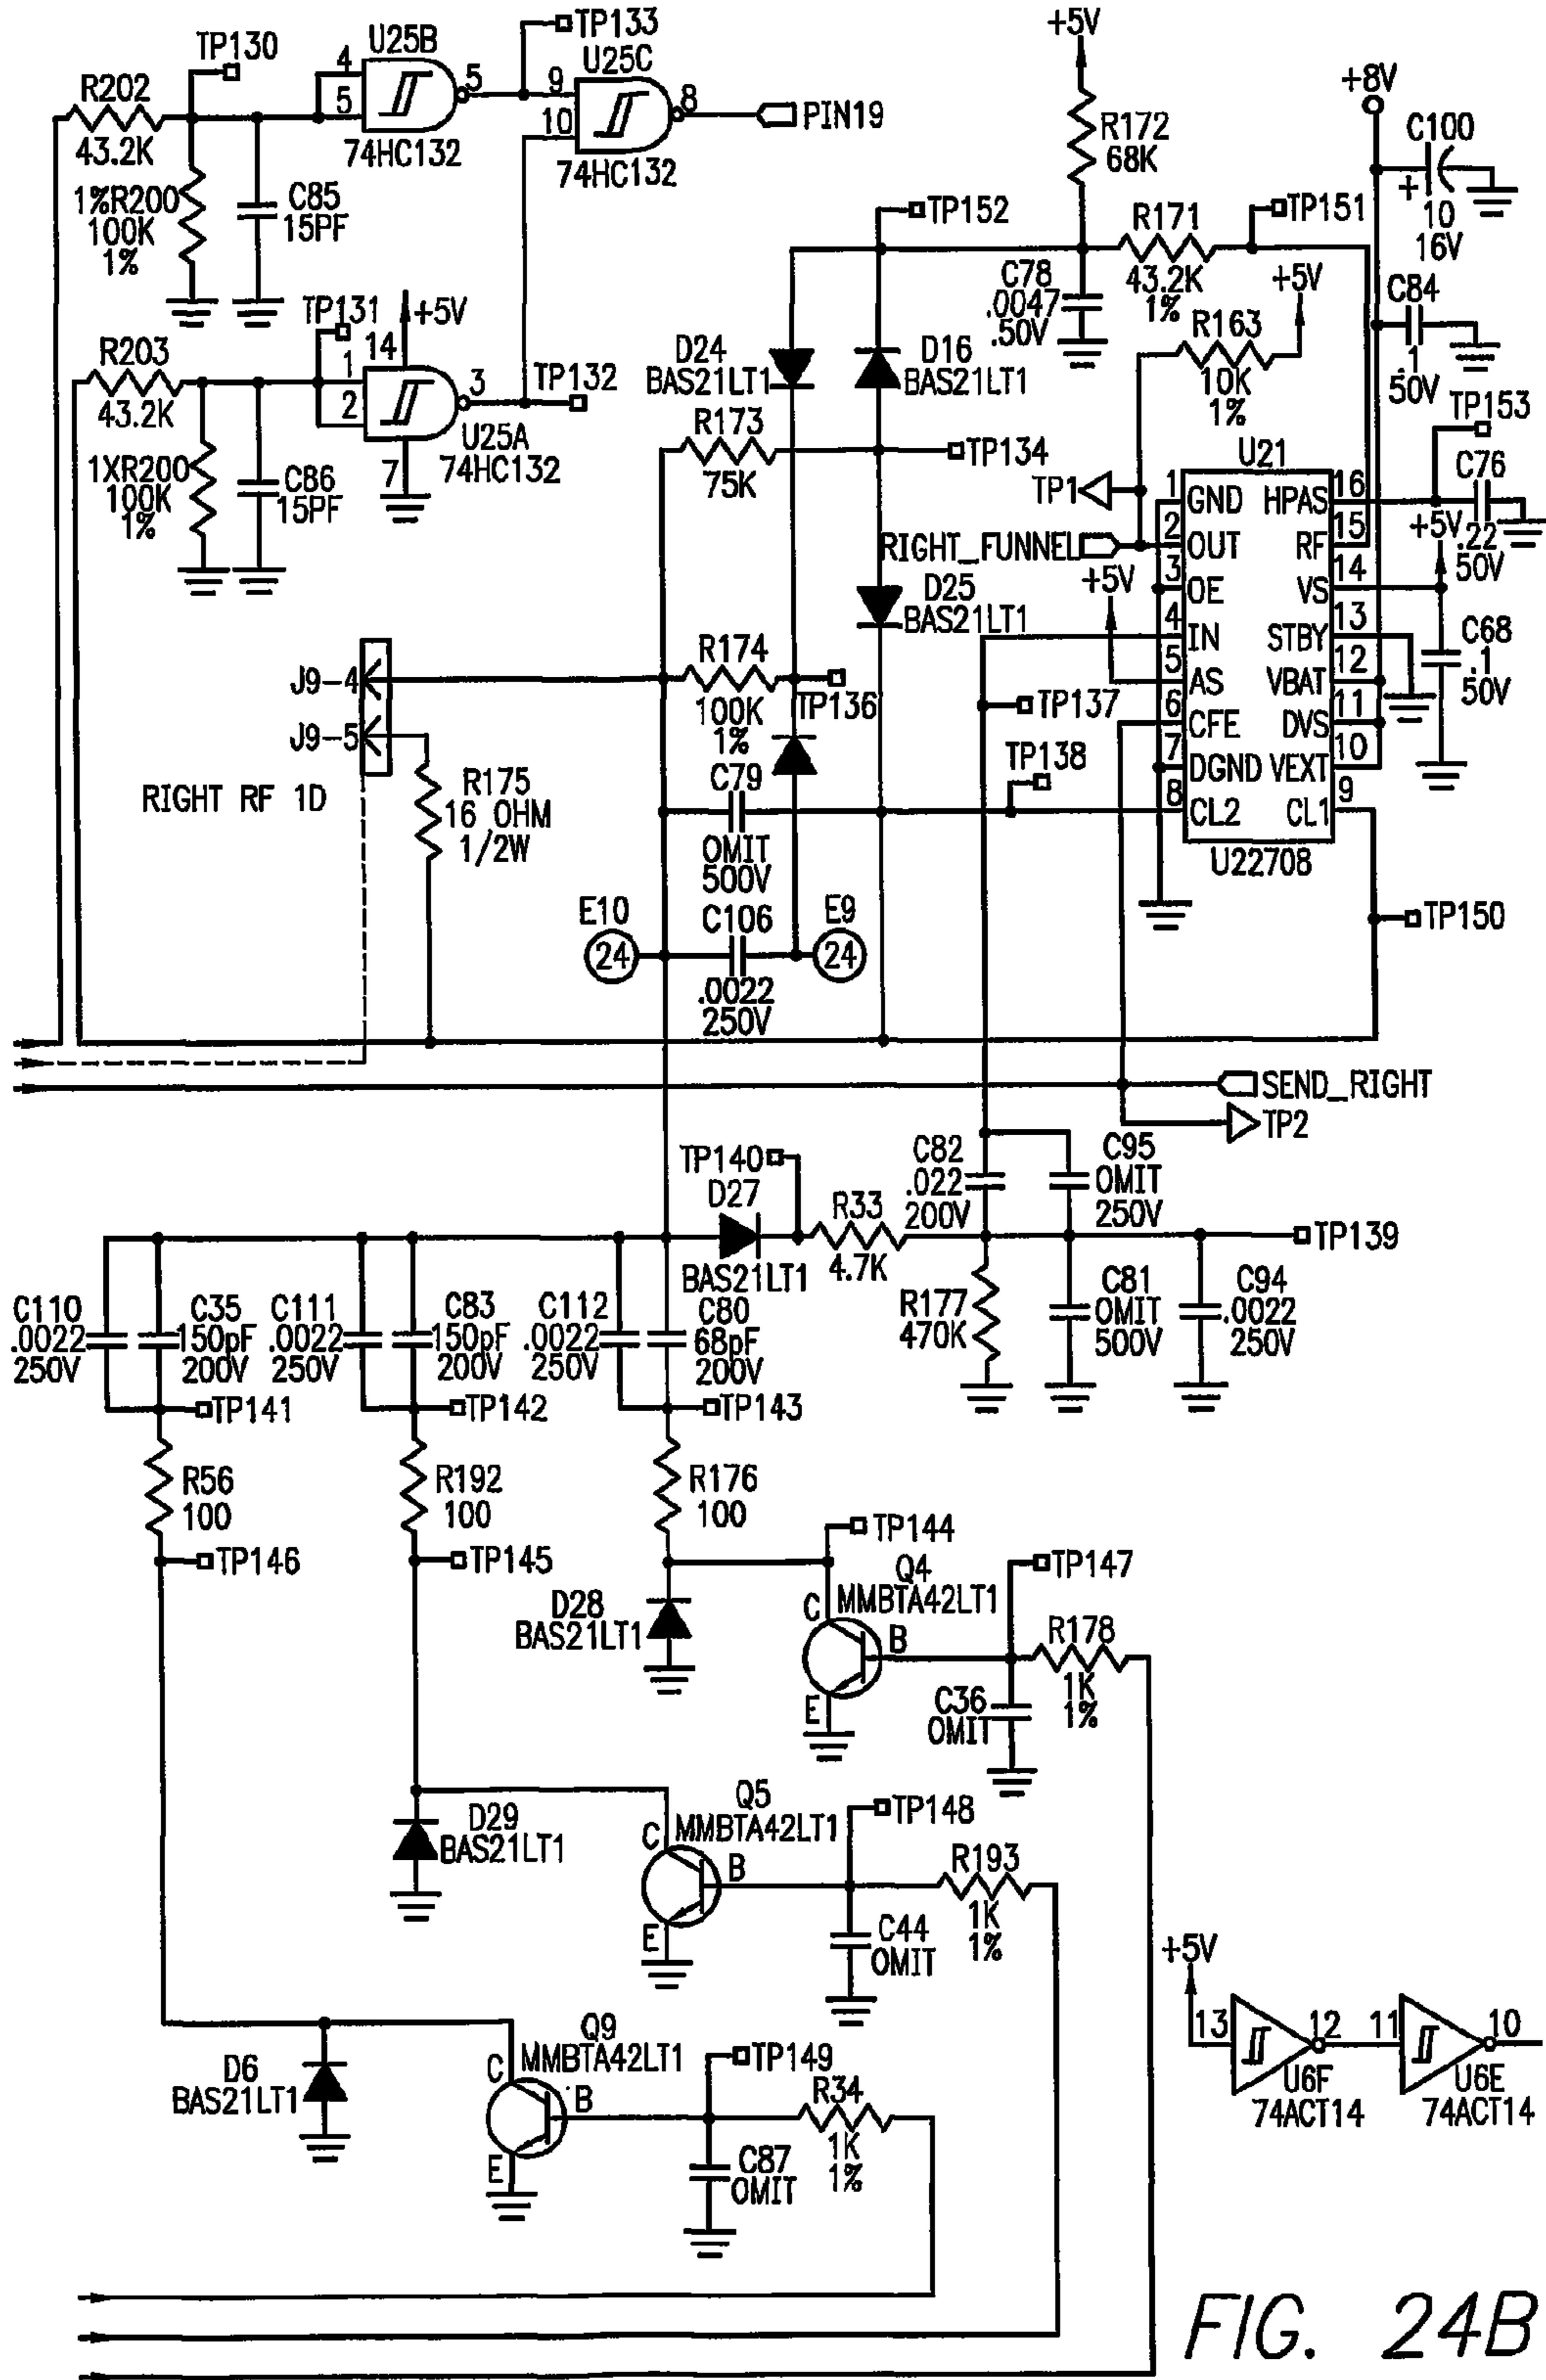 TP130
R202
43.2K
1%R200
100K
1%
C85
15PF
U25B
4
5
5
74HC132
TP133
U25C
9
10
8
74HC132
PIN19
TP131
+5V
R203
43.2K
1XR200
100K
1%
C86
15PF
14
1
2
3
7
U25A
74HC132
TP132
+5V
R172
68K
+8V
C100
+
10
16V
TP152
R171
43.2K
1%
TP151
C78
.0047
.50V
+5V
C84
.1
50V
R163
10K
1%
D24
BAS21LT1
D16
BAS21LT1
R173
75K
TP134
TP153
C76
.22
50V
+5V
U21
TP1
RIGHT_FUNNEL
+5V
1 GND HPAS 16
2 OUT RF 15
3 OE VS 14
4 IN STBY 13
5 AS VBAT 12
6 CFE DVS 11
7 DGND VEXT 10
8 CL2 CL1 9
U22708
D25
BAS21LT1
C68
.1
50V
J9-4
J9-5
RIGHT RF 1D
R174
100K
1%
TP136
TP137
TP138
R175
16 OHM
1/2W
C79
OMIT
500V
E10
24
C106
.0022
250V
E9
24
TP150
SEND_RIGHT
TP2
TP140
D27
BAS21LT1
R33
4.7K
C82
.022
200V
C95
OMIT
250V
TP139
C110
.0022
250V
C35
150pF
200V
C111
.0022
250V
C83
150pF
200V
C112
.0022
250V
C80
68pF
200V
R177
470K
C81
OMIT
500V
C94
.0022
250V
TP141
TP142
TP143
R56
100
R192
100
R176
100
TP146
TP145
TP144
D28
BAS21LT1
Q4
MMBTA42LT1
C
B
E
TP147
R178
1K
1%
C36
OMIT
D29
BAS21LT1
Q5
MMBTA42LT1
C
B
E
TP148
R193
1K
1%
C44
OMIT
D6
BAS21LT1
Q9
MMBTA42LT1
C
B
E
TP149
R34
1K
1%
C87
OMIT
+5V
13
12
11
10
U6F
74ACT14
U6E
74ACT14
FIG. 24B